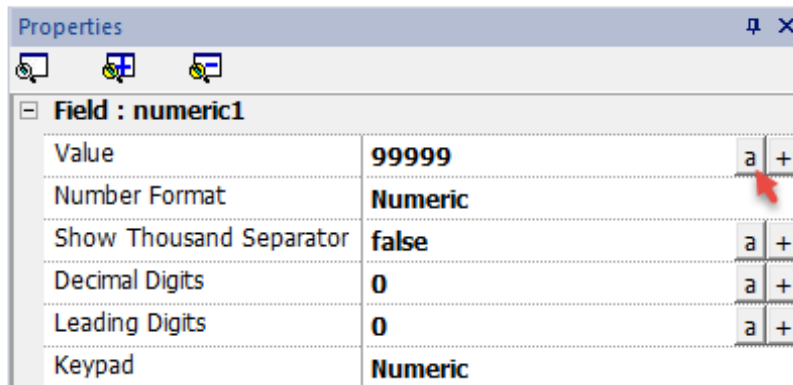 Properties
Field : numeric1
Value 99999 a +
Number Format Numeric
Show Thousand Separator false a +
Decimal Digits 0 a +
Leading Digits 0 a +
Keypad Numeric